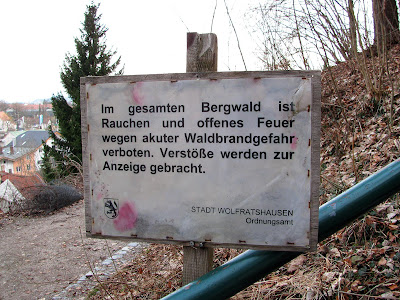 Im gesamten Bergwald ist
Rauchen und offenes Feuer
wegen akuter Waldbrandgefahr
verboten. Verstöße werden zur
Anzeige gebracht.
STADT WOLFRATSHAUSEN
Ordnungsamt